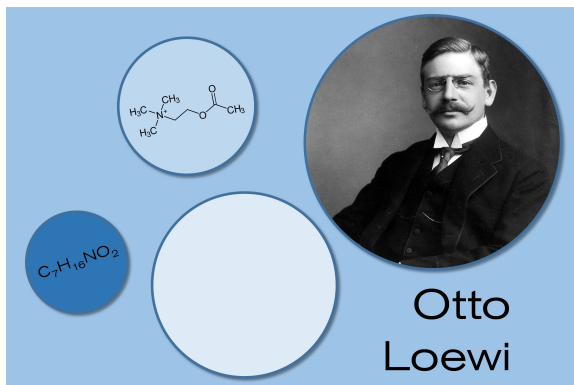 O
H₃C CH₃
N⁺ O CH₃
H₃C
C₇H₁₆NO₂
Otto
Loewi